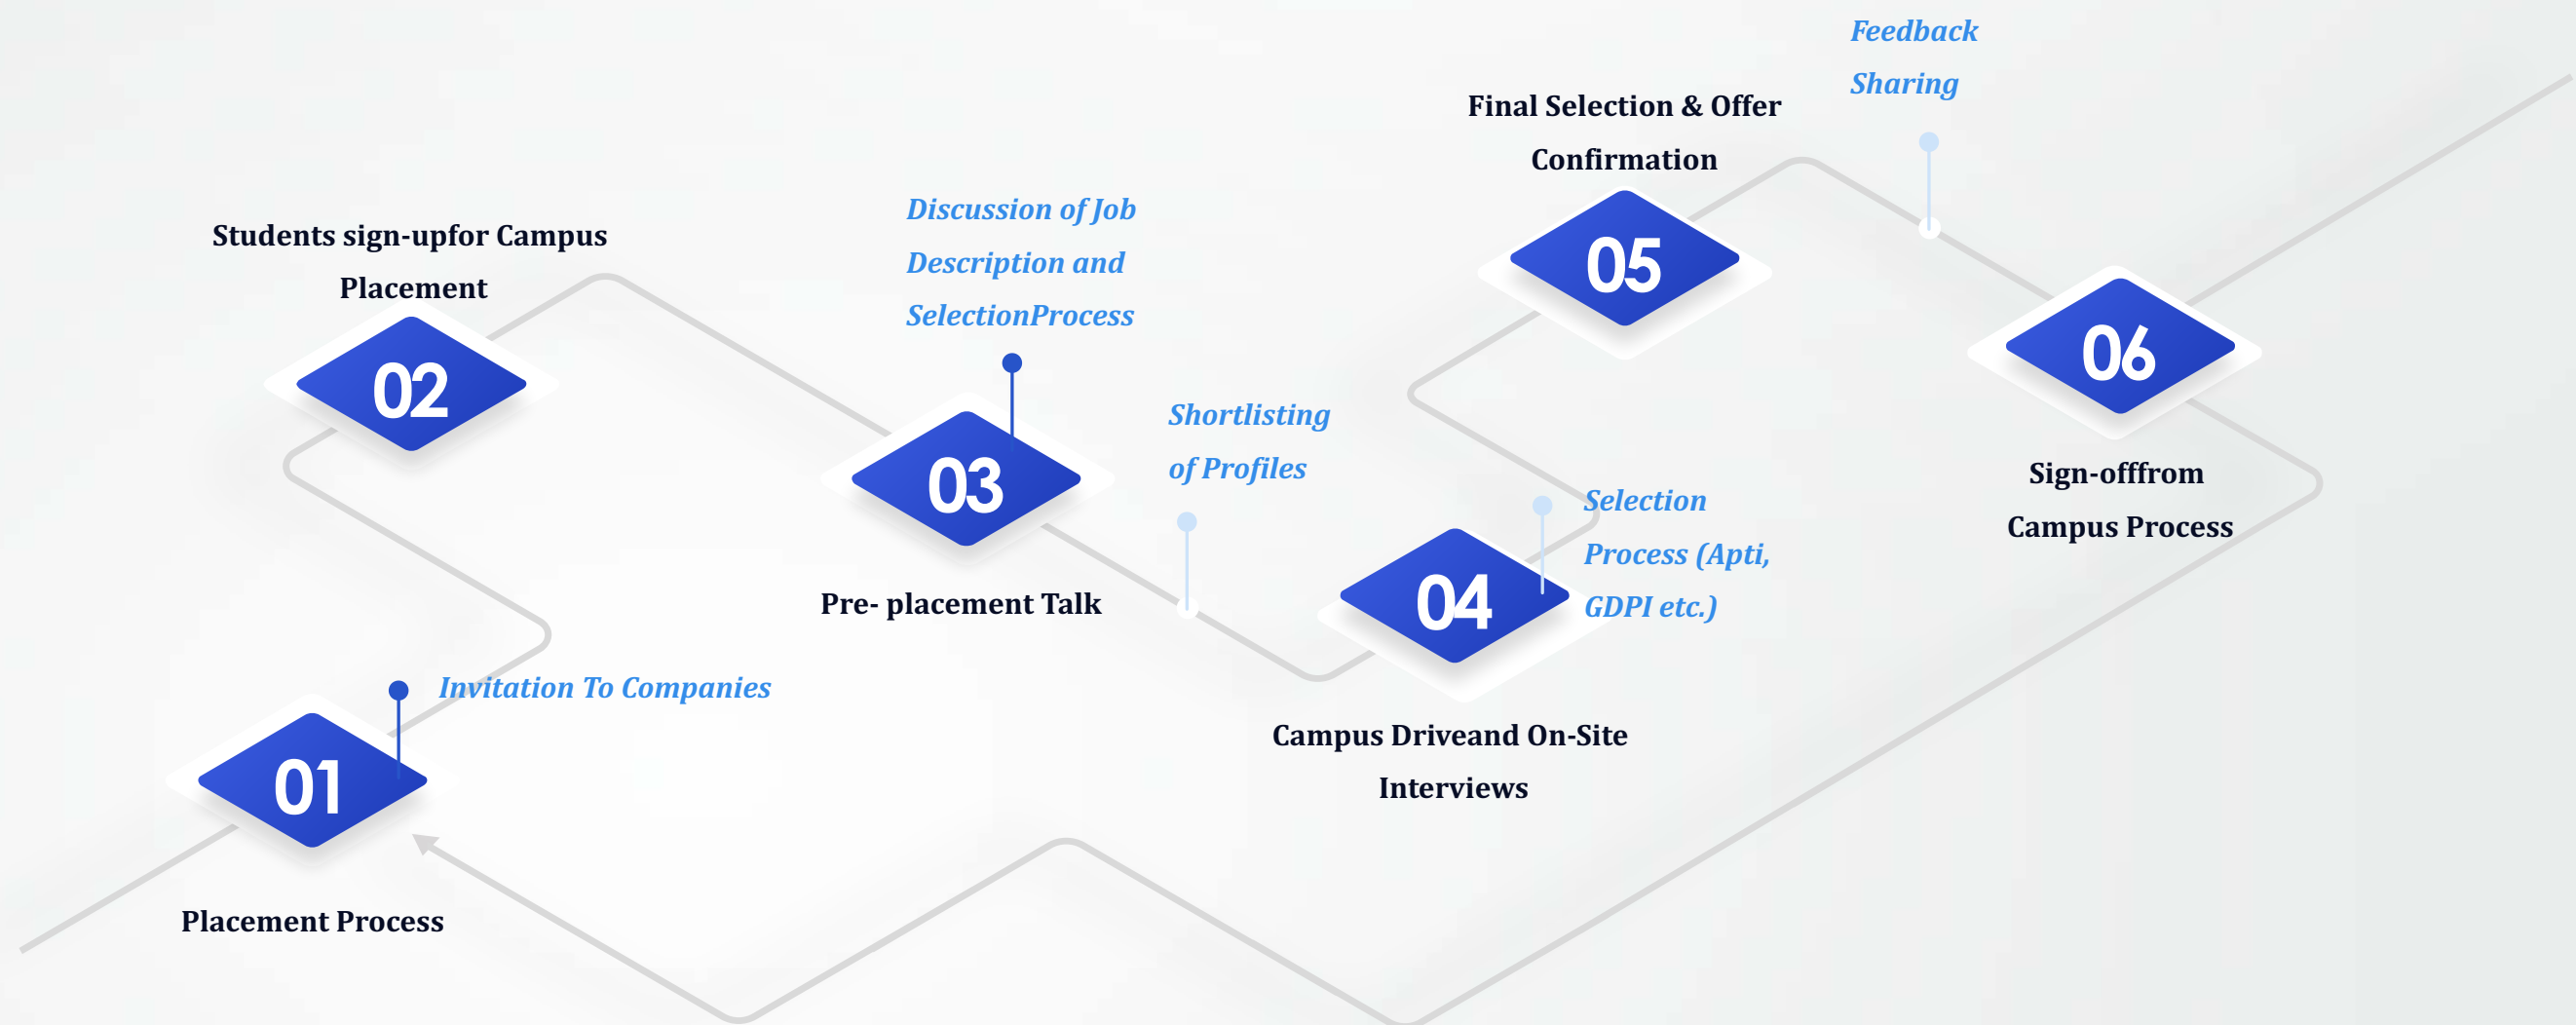 01
Placement Process
Invitation To Companies
Students sign-upfor Campus
Placement
02
Discussion of Job
Description and
SelectionProcess
03
Pre- placement Talk
Shortlisting
of Profiles
04
Campus Driveand On-Site
Interviews
Selection
Process (Apti,
GDPI etc.)
Final Selection & Offer
Confirmation
05
Feedback
Sharing
06
Sign-offfrom
Campus Process